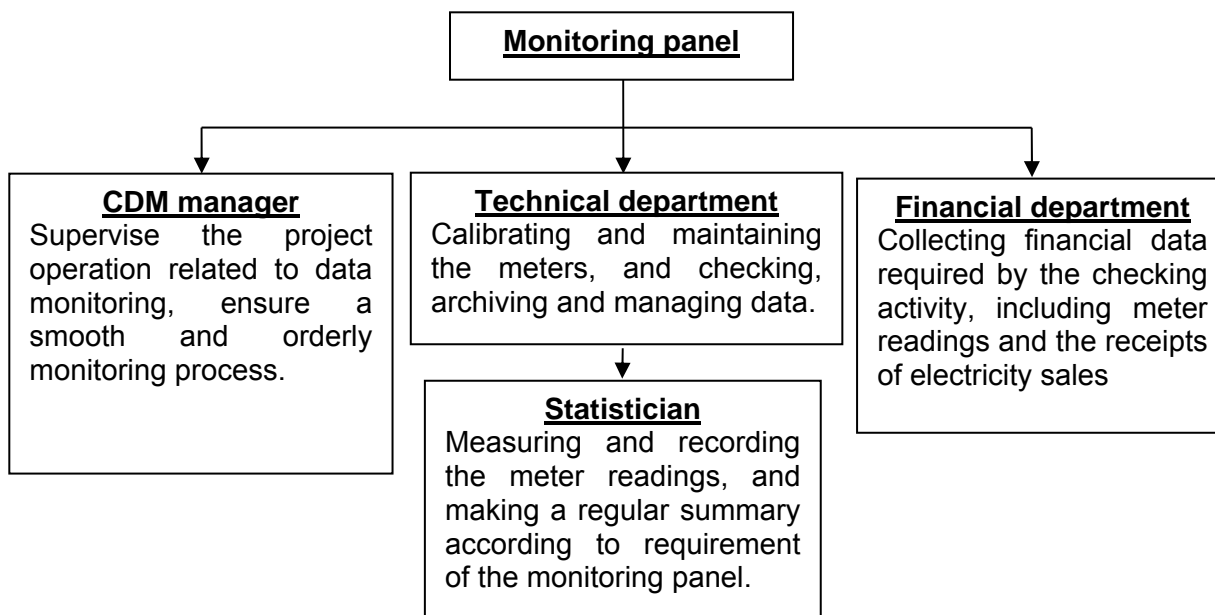 Monitoring panel
CDM manager
Supervise the project
operation related to data
monitoring, ensure a
smooth and orderly
monitoring process.
Technical department
Calibrating and maintaining
the meters, and checking,
archiving and managing data.
Financial department
Collecting financial data
required by the checking
activity, including meter
readings and the receipts
of electricity sales
Statistician
Measuring and recording
the meter readings, and
making a regular summary
according to requirement
of the monitoring panel.